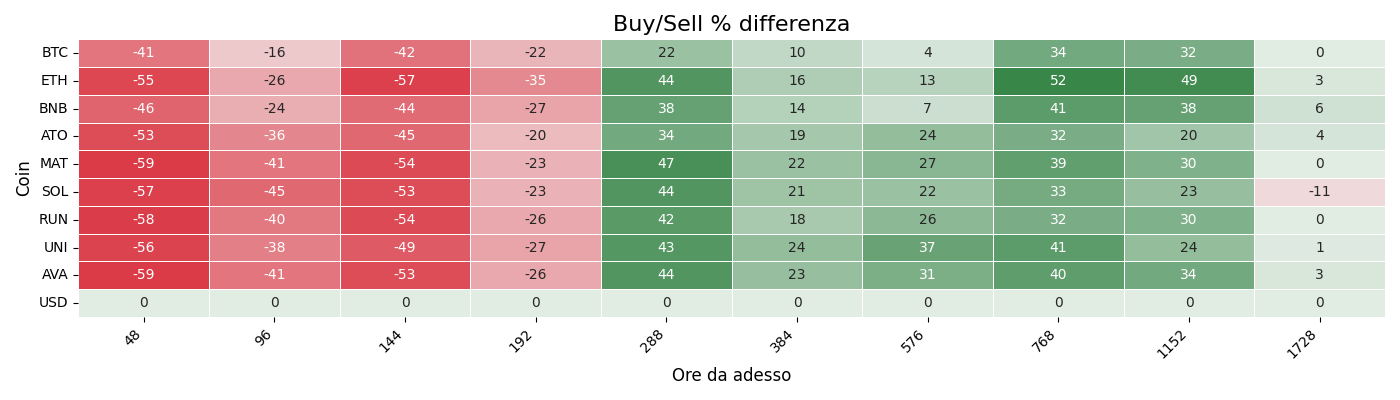 Buy/Sell % differenza
Coin
BTC -41 -16 -42 -22 22 10 4 34 32 0
ETH -55 -26 -57 -35 44 16 13 52 49 3
BNB -46 -24 -44 -27 38 14 7 41 38 6
ATO -53 -36 -45 -20 34 19 24 32 20 4
MAT -59 -41 -54 -23 47 22 27 39 30 0
SOL -57 -45 -53 -23 44 21 22 33 23 -11
RUN -58 -40 -54 -26 42 18 26 32 30 0
UNI -56 -38 -49 -27 43 24 37 41 24 1
AVA -59 -41 -53 -26 44 23 31 40 34 3
USD 0 0 0 0 0 0 0 0 0 0
48 96 144 192 288 384 576 768 1152 1728
Ore da adesso